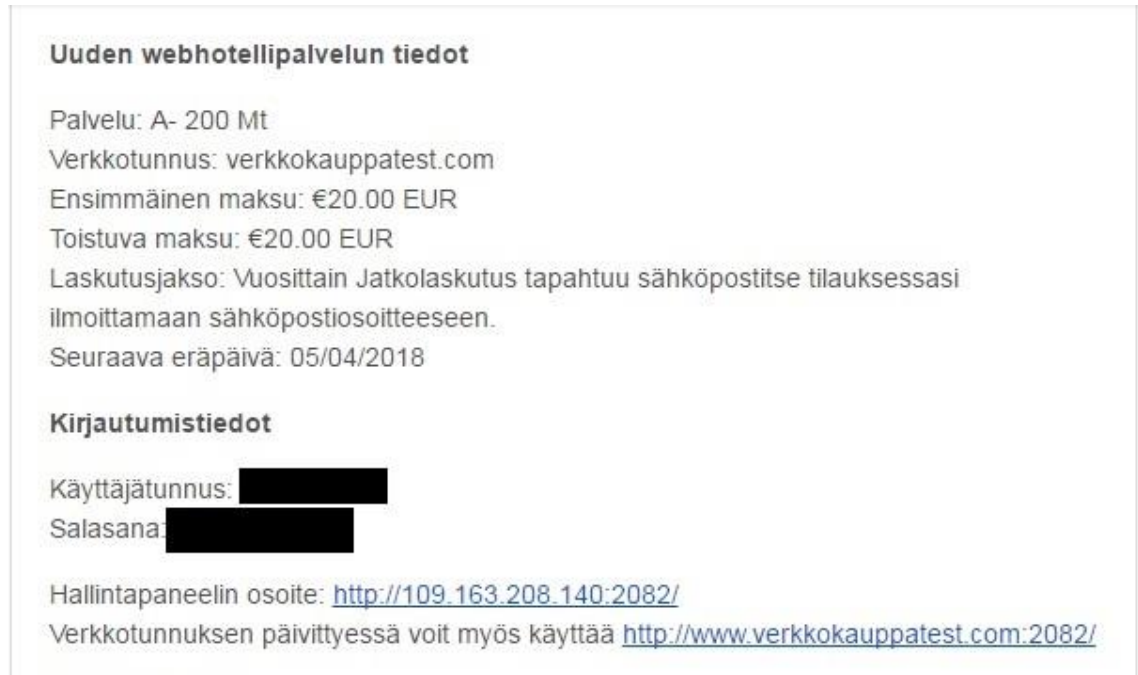 Uuden webhotellipalvelun tiedot
Palvelu: A- 200 Mt
Verkkotunnus: verkkokauppatest.com
Ensimmäinen maksu: €20.00 EUR
Toistuva maksu: €20.00 EUR
Laskutusjakso: Vuosittain Jatkolaskutus tapahtuu sähköpostitse tilauksessasi
ilmoittamaan sähköpostiosoitteeseen.
Seuraava eräpäivä: 05/04/2018
Kirjautumistiedot
Käyttäjätunnus:
Salasana:
Hallintapaneelin osoite: http://109.163.208.140:2082/
Verkkotunnuksen päivittyessä voit myös käyttää http://www.verkkokauppatest.com:2082/